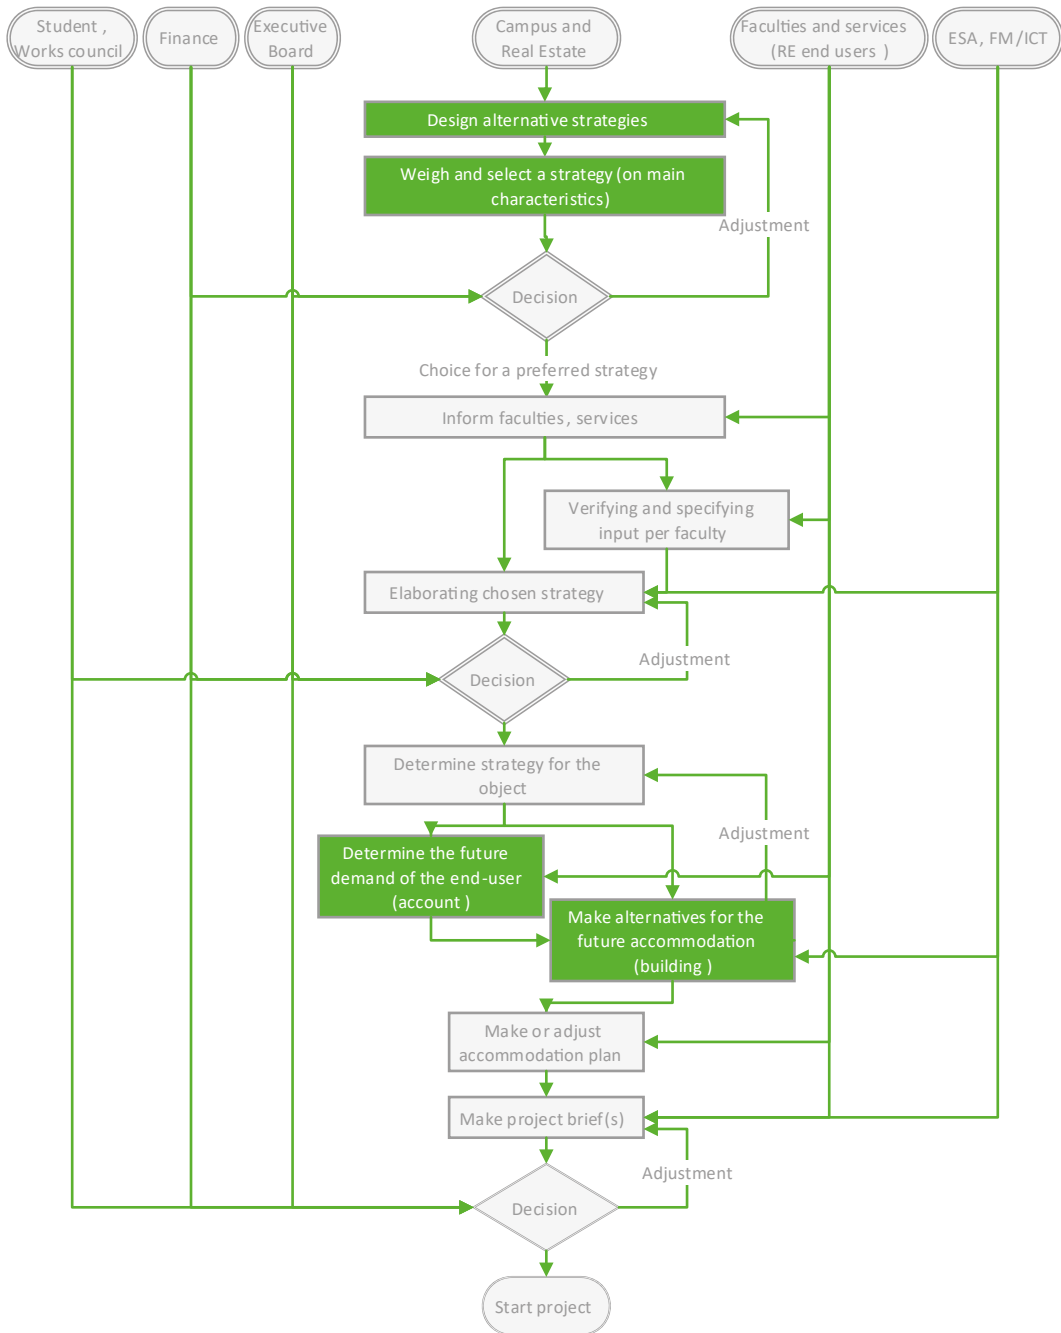 Student ,
Works council
Finance
Executive
Board
Campus and
Real Estate
Faculties and services
(RE end users )
ESA, FM/ICT
Design alternative strategies
Weigh and select a strategy (on main
characteristics)
Adjustment
Decision
Choice for a preferred strategy
Inform faculties , services
Verifying and specifying
input per faculty
Elaborating chosen strategy
Adjustment
Decision
Determine strategy for the
object
Adjustment
Determine the future
demand of the end-user
(account )
Make alternatives for the
future accommodation
(building )
Make or adjust
accommodation plan
Make project brief(s)
Adjustment
Decision
Start project